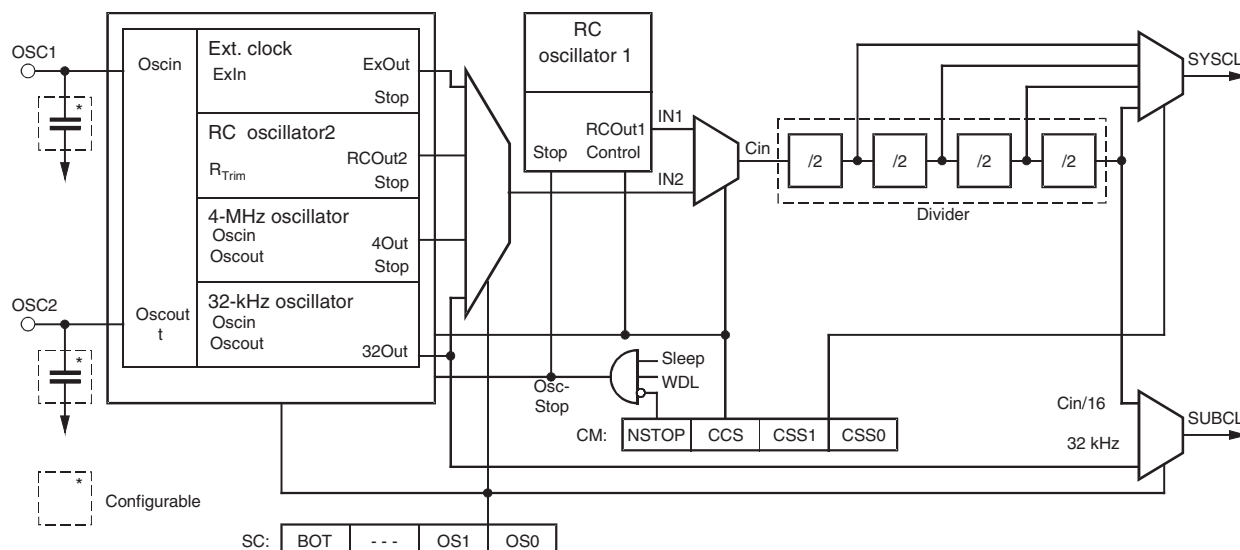 OSC1
Oscin
Ext. clock
ExIn
ExOut
Stop
RC oscillator2
RTrim
RCOut2
Stop
4-MHz oscillator
Oscin
Oscout
4Out
Stop
OSC2
Oscout
t
32-kHz oscillator
Oscin
Oscout
32Out
*
*
*
Configurable
RC
oscillator 1
RCOut1
Stop
Control
IN1
IN2
Cin
/2
/2
/2
/2
Divider
SYSCL
Sleep
WDL
Osc-
Stop
CM:
NSTOP
CCS
CSS1
CSS0
Cin/16
32 kHz
SUBCL
SC:
BOT
- - -
OS1
OS0